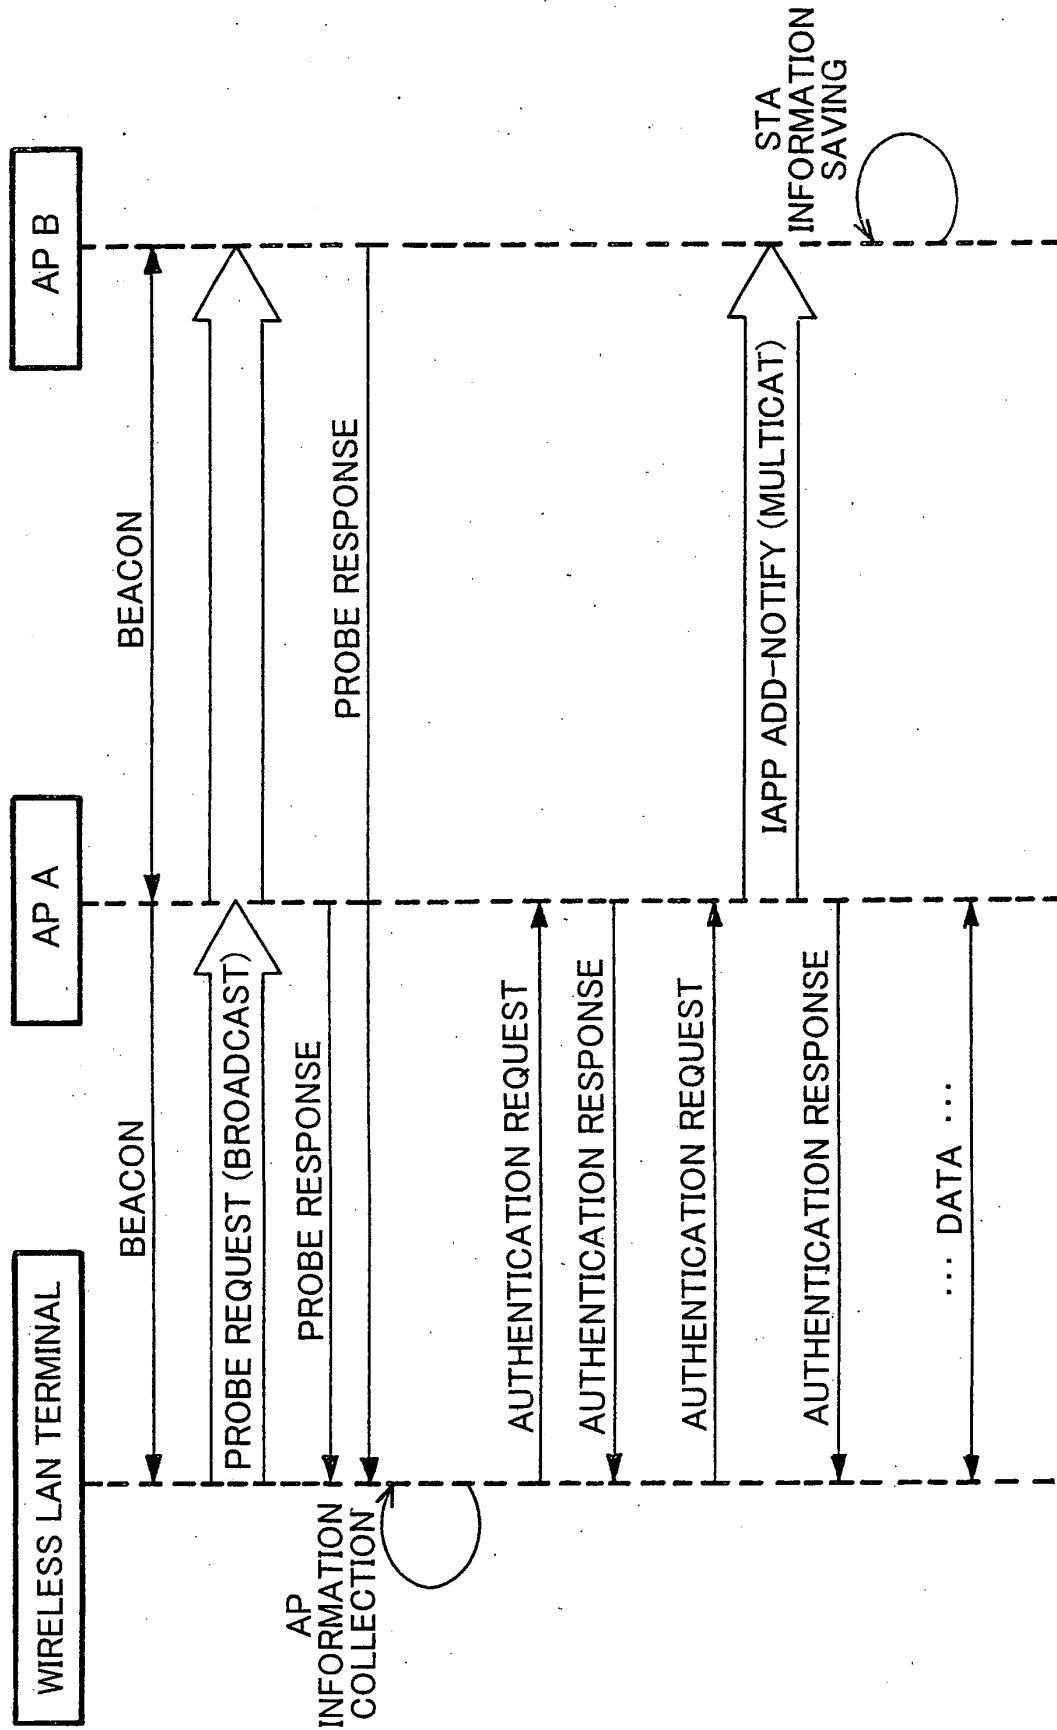 WIRELESS LAN TERMINAL
AP A
AP B
BEACON
BEACON
PROBE REQUEST (BROADCAST)
PROBE RESPONSE
PROBE RESPONSE
AP
INFORMATION
COLLECTION
AUTHENTICATION REQUEST
AUTHENTICATION RESPONSE
AUTHENTICATION REQUEST
IAPP ADD-NOTIFY (MULTICAT)
STA
INFORMATION
SAVING
AUTHENTICATION RESPONSE
... DATA ...